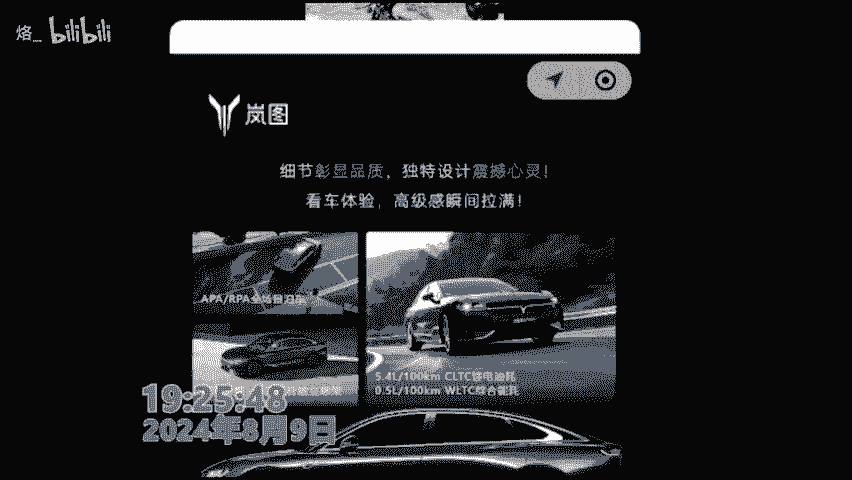 烙_ bilibili
岚图
细节彰显品质，独特设计震撼心灵！
看车体验，高级感瞬间拉满！
APA/RPA全场景泊车
5.4L/100km CLTC馈电油耗
0.5L/100km WLTC综合能耗
19:25:48
2024年8月9日